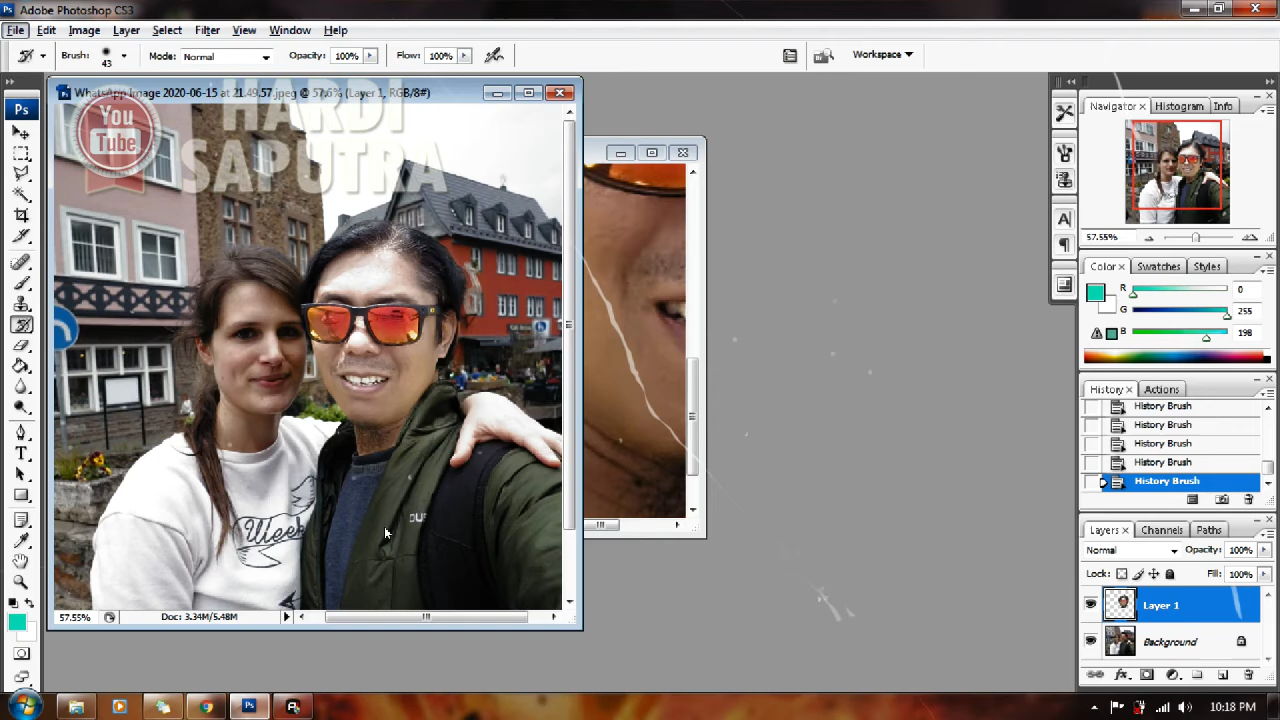 Adobe Photoshop CS3
File Edit Image Layer Select Filter View Window Help
Brush: 43 Mode: Normal Opacity: 100% Flow: 100% Workspace
WhatsApp Image 2020-06-15 at 21.49.57.jpeg @ 57.6% (Layer 1, RGB/8#)
You
Tube
HARDI
SAPUTRA
Ps
Navigator Histogram Info
57.55%
Color Swatches Styles
R 0
G 255
B 198
History Actions
History Brush
History Brush
History Brush
History Brush
History Brush
Layers Channels Paths
Normal Opacity: 100%
Lock: Fill: 100%
Layer 1
Background
Week
57.55% Doc: 3.34M/5.48M
10:18 PM